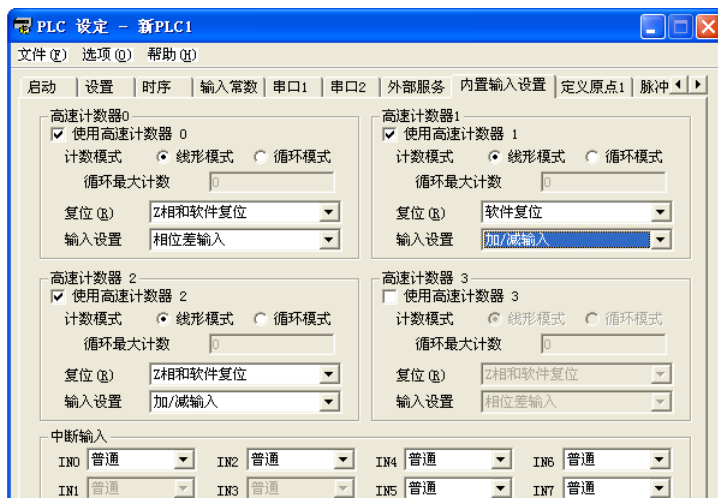 PLC 设定 - 新PLC1
文件(F) 选项(O) 帮助(H)
启动 设置 时序 输入常数 串口1 串口2 外部服务 内置输入设置 定义原点1 脉冲
高速计数器0 高速计数器1
使用高速计数器 0 使用高速计数器 1
计数模式 线形模式 循环模式 计数模式 线形模式 循环模式
循环最大计数 0 循环最大计数 0
复位(R) Z相和软件复位 复位(R) 软件复位
输入设置 相位差输入 输入设置 加/减输入
高速计数器 2 高速计数器 3
使用高速计数器 2 使用高速计数器 3
计数模式 线形模式 循环模式 计数模式 线形模式 循环模式
循环最大计数 0 循环最大计数 0
复位(R) Z相和软件复位 复位(R) Z相和软件复位
输入设置 加/减输入 输入设置 相位差输入
中断输入
IN0 普通 IN2 普通 IN4 普通 IN6 普通
IN1 普通 IN3 普通 IN5 普通 IN7 普通